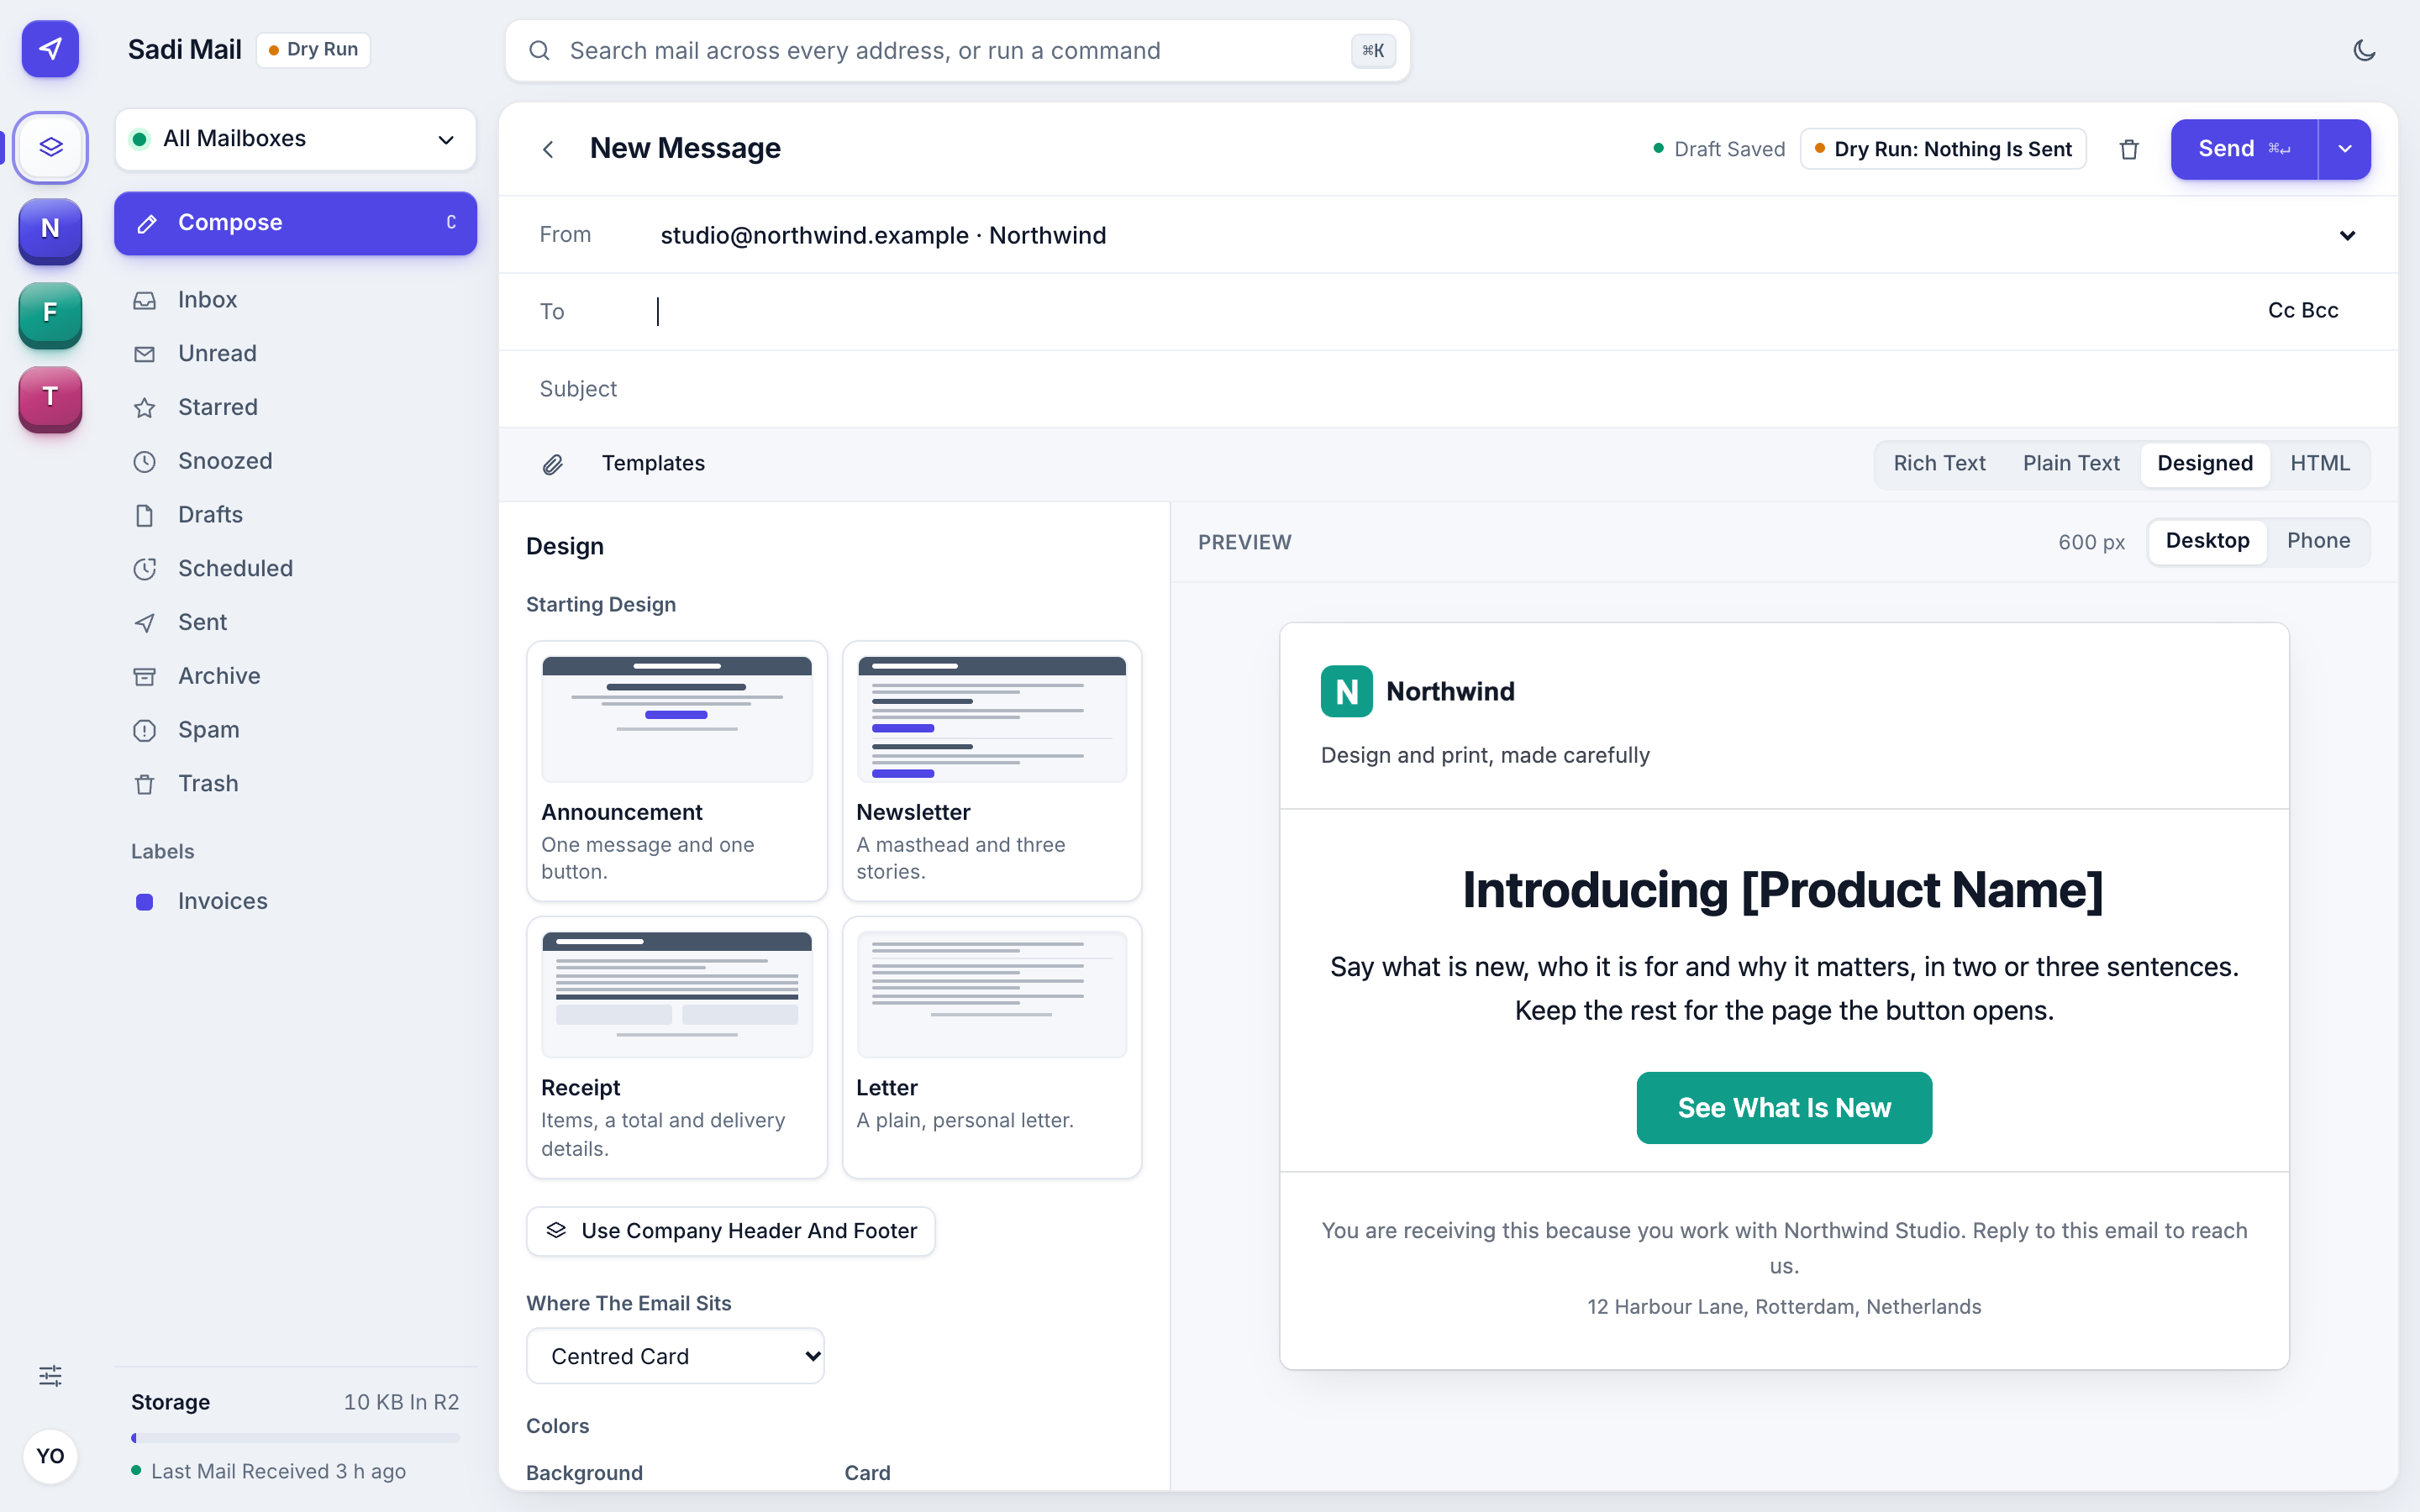 Sadi Mail
Dry Run
Search mail across every address, or run a command
⌘K
All Mailboxes
Compose
C
N
F
T
Inbox
Unread
Starred
Snoozed
Drafts
Scheduled
Sent
Archive
Spam
Trash
Labels
Invoices
Storage
10 KB In R2
Last Mail Received 3 h ago
YO
New Message
Draft Saved
Dry Run: Nothing Is Sent
Send ⌘↵
From
studio@northwind.example · Northwind
To
Cc Bcc
Subject
Templates
Rich Text
Plain Text
Designed
HTML
Design
Starting Design
Announcement
One message and one
button.
Newsletter
A masthead and three
stories.
Receipt
Items, a total and delivery
details.
Letter
A plain, personal letter.
Use Company Header And Footer
Where The Email Sits
Centred Card
Colors
Background
Card
PREVIEW
600 px
Desktop
Phone
N
Northwind
Design and print, made carefully
Introducing [Product Name]
Say what is new, who it is for and why it matters, in two or three sentences.
Keep the rest for the page the button opens.
See What Is New
You are receiving this because you work with Northwind Studio. Reply to this email to reach
us.
12 Harbour Lane, Rotterdam, Netherlands